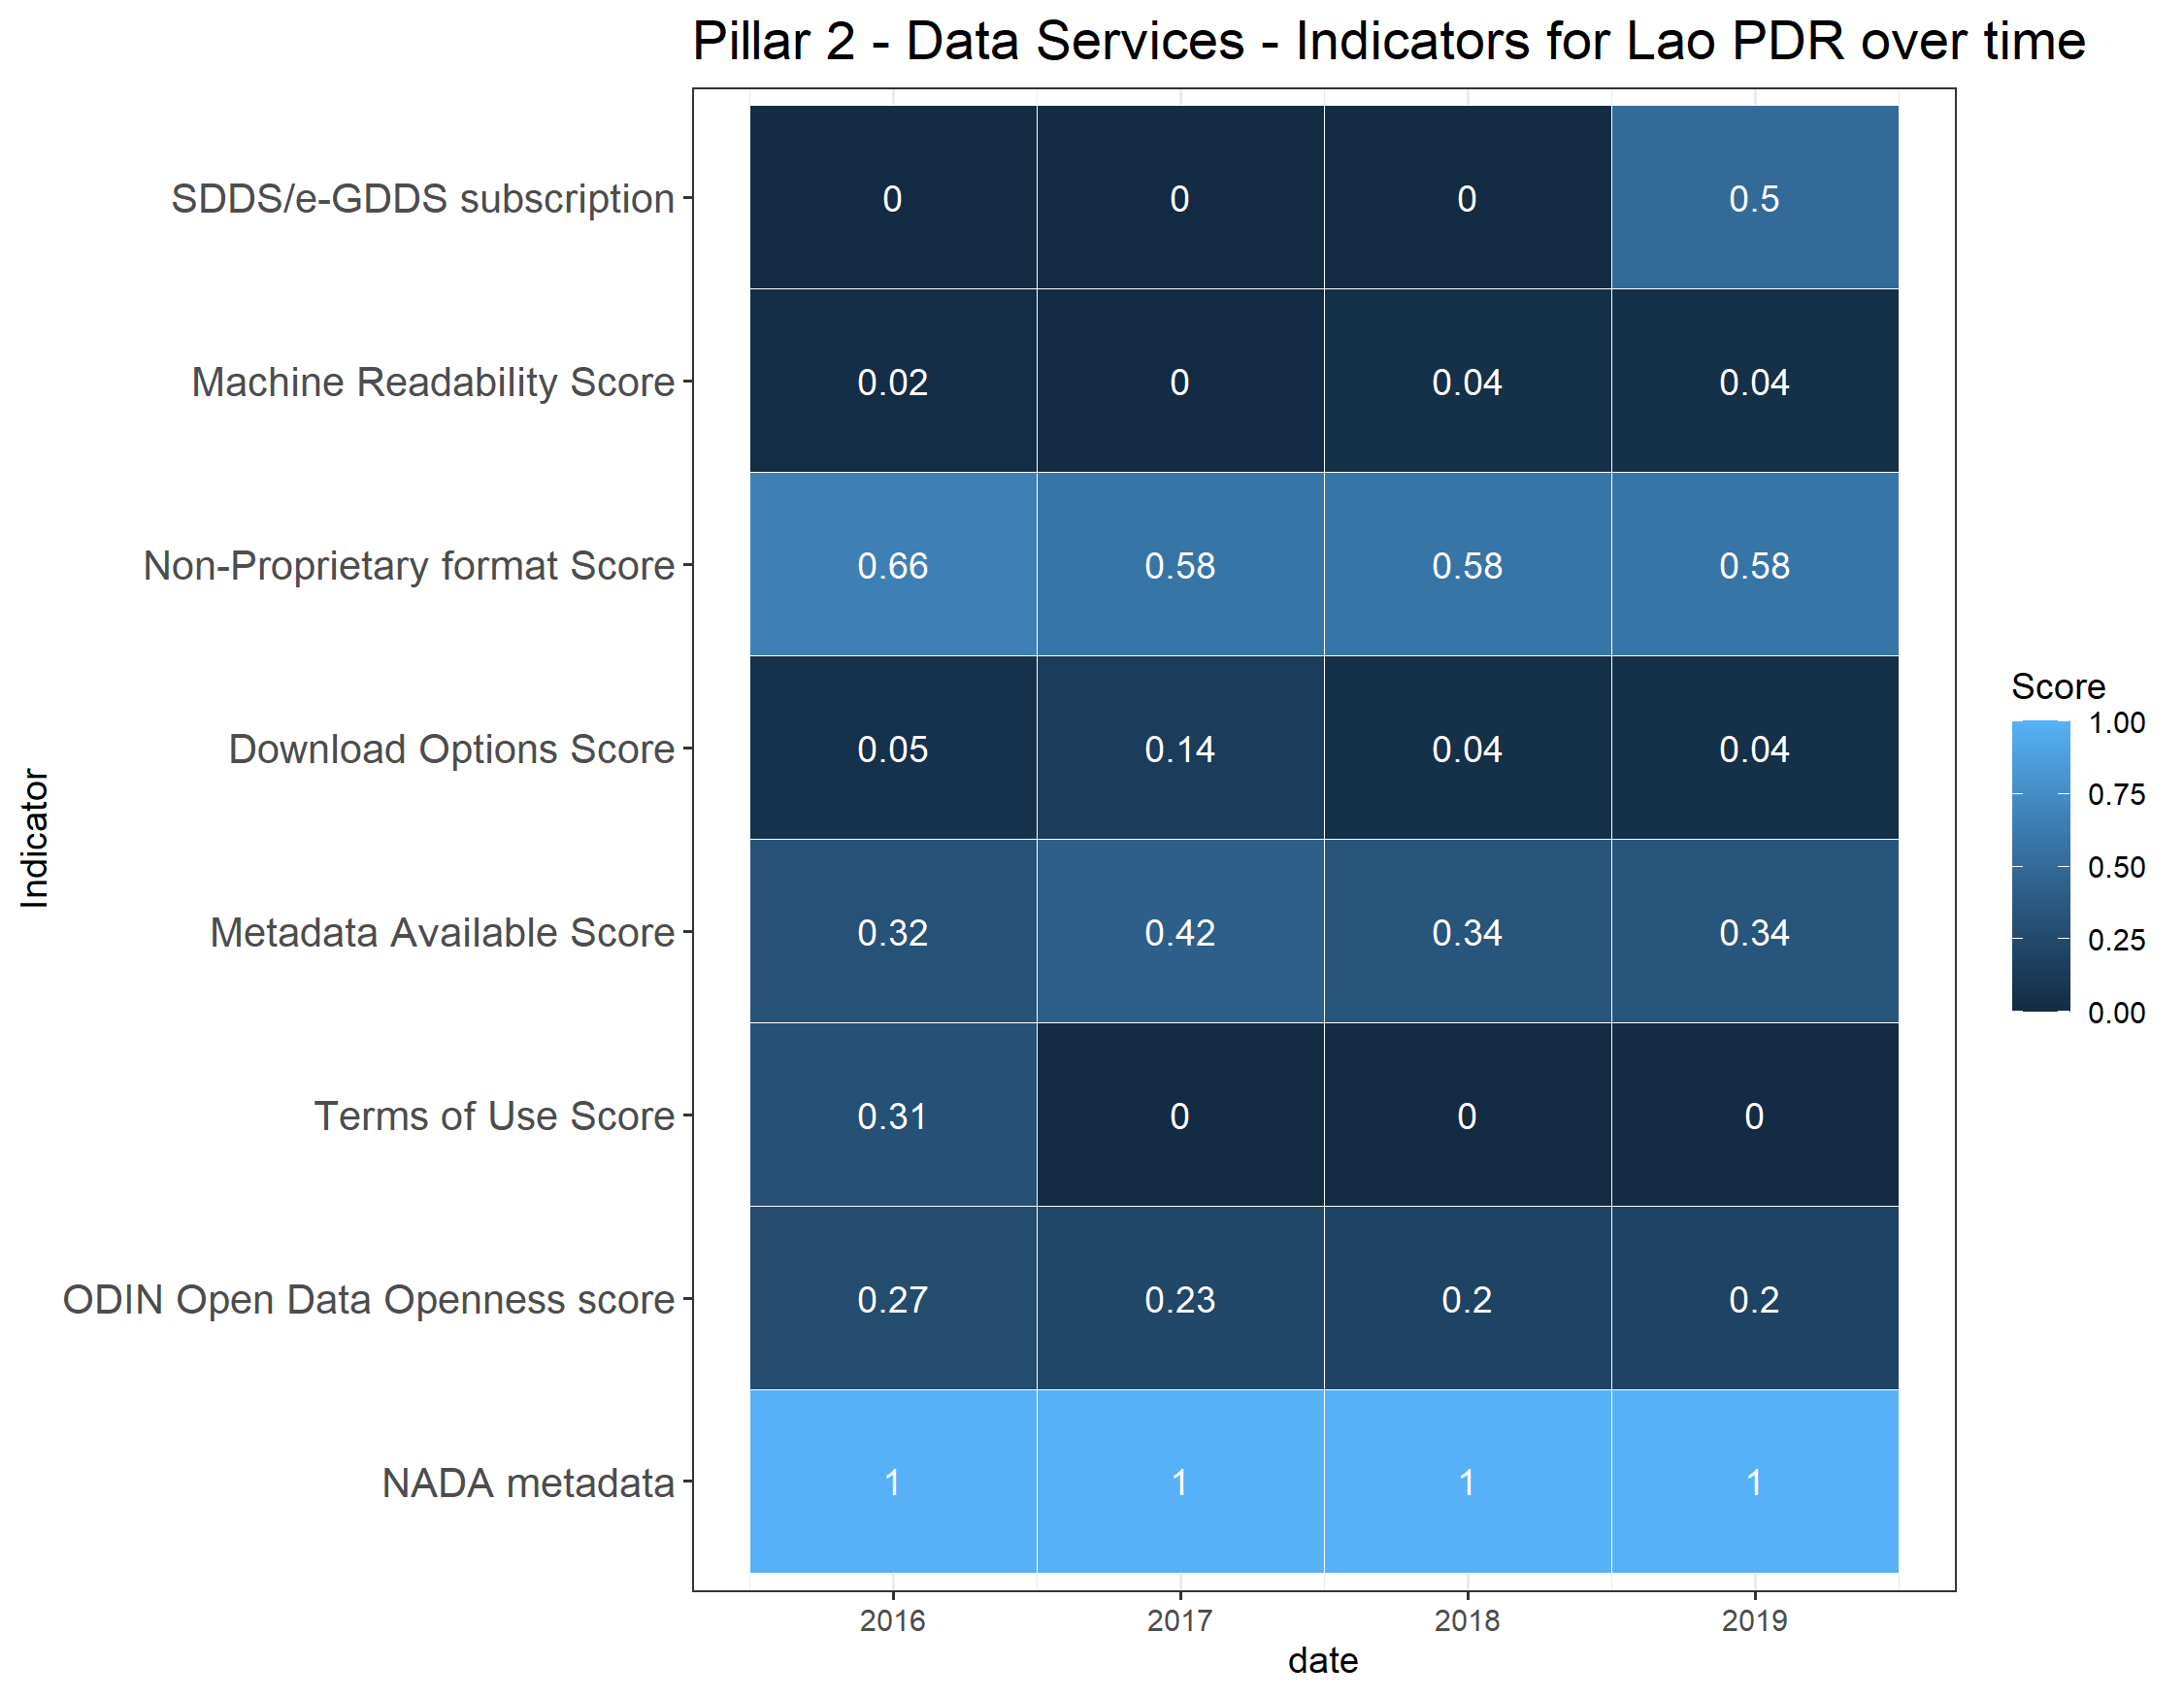 Pillar 2 - Data Services - Indicators for Lao PDR over time
Indicator
SDDS/e-GDDS subscription 0 0 0 0.5
Machine Readability Score 0.02 0 0.04 0.04
Non-Proprietary format Score 0.66 0.58 0.58 0.58
Download Options Score 0.05 0.14 0.04 0.04
Metadata Available Score 0.32 0.42 0.34 0.34
Terms of Use Score 0.31 0 0 0
ODIN Open Data Openness score 0.27 0.23 0.2 0.2
NADA metadata 1 1 1 1
2016 2017 2018 2019
date
Score
1.00
0.75
0.50
0.25
0.00